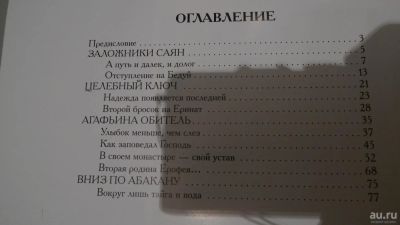 ОГЛАВЛЕНИЕ
Предисловие 3
ЗАЛОЖНИКИ САЯН 5
А путь и далек, и долог 7
Отступление на Бедуй 13
ЦЕЛЕБНЫЙ КЛЮЧ 21
Надежда появляется последней 23
Второй бросок на Еринат 28
АГАФЬИНА ОБИТЕЛЬ 35
Улыбок меньше, чем слез 37
Как заповедал Господь 45
В своем монастыре — свой устав 52
Вторая родина Ерофея... 68
ВНИЗ ПО АБАКАНУ 75
Вокруг лишь тайга и вода 77
au.ru